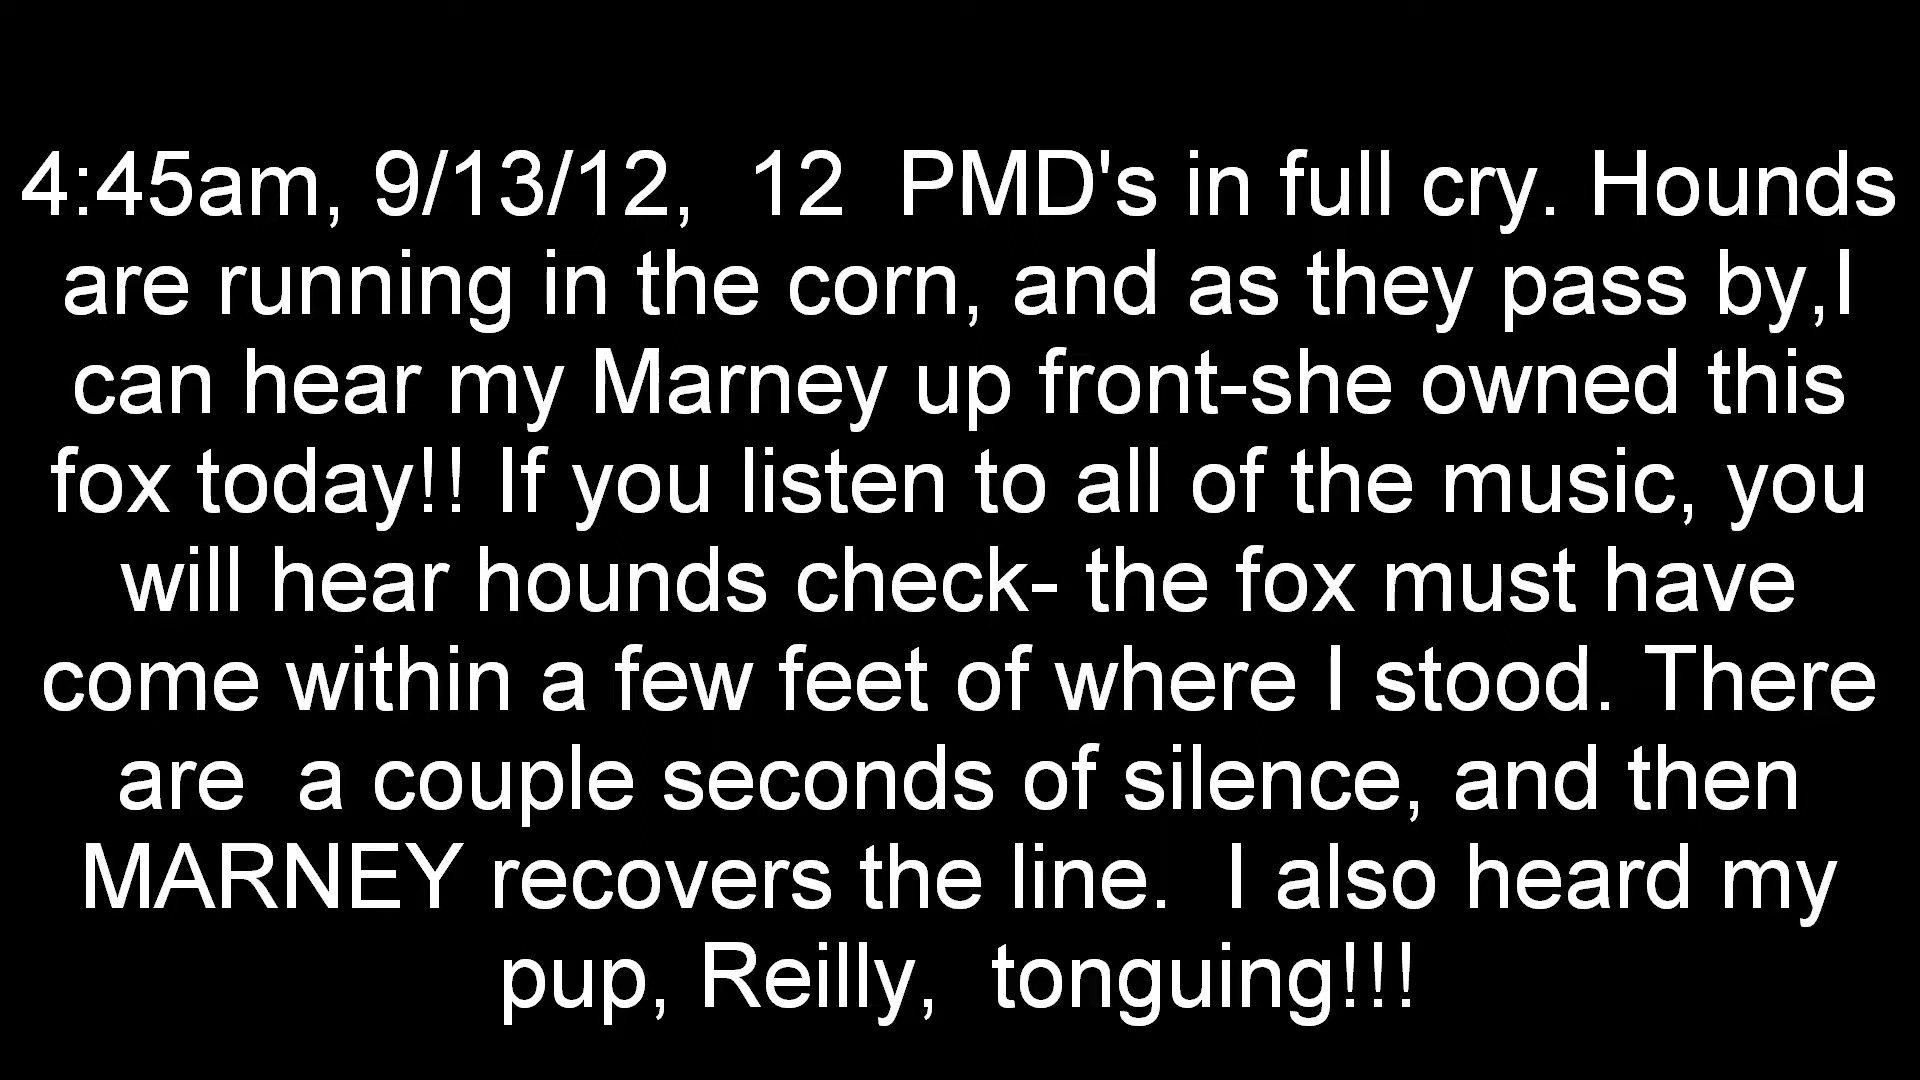 4:45am, 9/13/12,  12  PMD's in full cry. Hounds
are running in the corn, and as they pass by,I
can hear my Marney up front-she owned this
fox today!! If you listen to all of the music, you
will hear hounds check- the fox must have
come within a few feet of where I stood. There
are  a couple seconds of silence, and then
MARNEY recovers the line.  I also heard my
pup, Reilly,  tonguing!!!